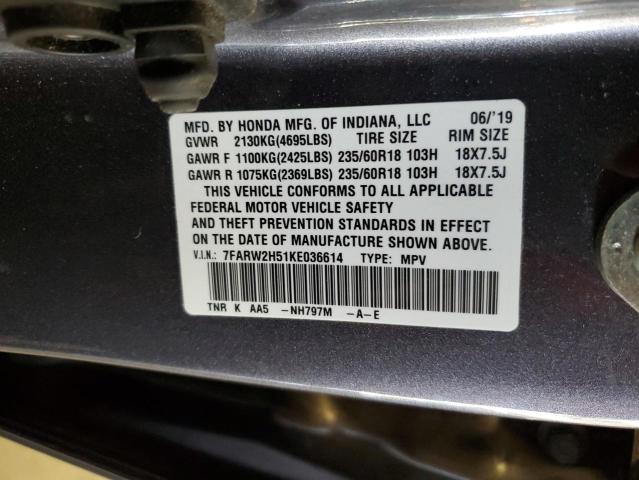 MFD. BY HONDA MFG. OF INDIANA, LLC 06/'19
GVWR 2130KG(4695LBS) TIRE SIZE RIM SIZE
GAWR F 1100KG(2425LBS) 235/60R18 103H 18X7.5J
GAWR R 1075KG(2369LBS) 235/60R18 103H 18X7.5J
THIS VEHICLE CONFORMS TO ALL APPLICABLE
FEDERAL MOTOR VEHICLE SAFETY
AND THEFT PREVENTION STANDARDS IN EFFECT
ON THE DATE OF MANUFACTURE SHOWN ABOVE.
V.I.N.: 7FARW2H51KE036614 TYPE: MPV
TNR K AA5 -NH797M -A-E